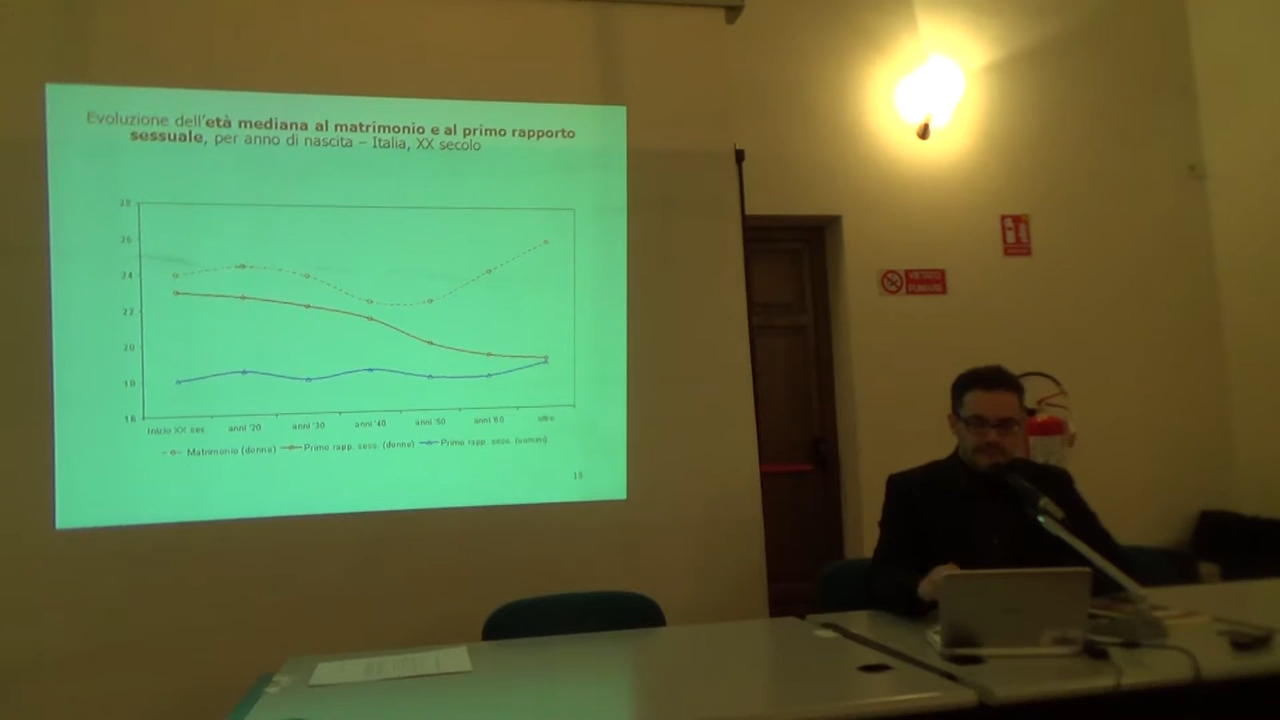 Evoluzione dell'età mediana al matrimonio e al primo rapporto
sessuale, per anno di nascita – Italia, XX secolo
28
26
24
22
20
18
16
Inizio XX sec anni '20 anni '30 anni '40 anni '50 anni '60 oltre
Matrimonio (donne) Primo rapp. sess. (donne) Primo rapp. sess. (uomini)
15
VIETATO
FUMARE